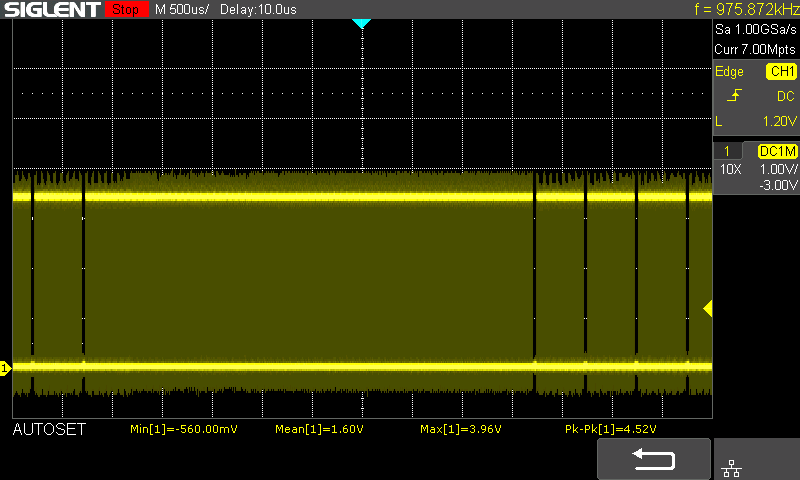 SIGLENT Stop M 500us/ Delay:10.0us f = 975.872kHz
Sa 1.00GSa/s
Curr 7.00Mpts
Edge CH1
DC
L 1.20V
1 DC1M
10X 1.00V/
-3.00V
1
AUTOSET Min[1]=-560.00mV Mean[1]=1.60V Max[1]=3.96V Pk-Pk[1]=4.52V